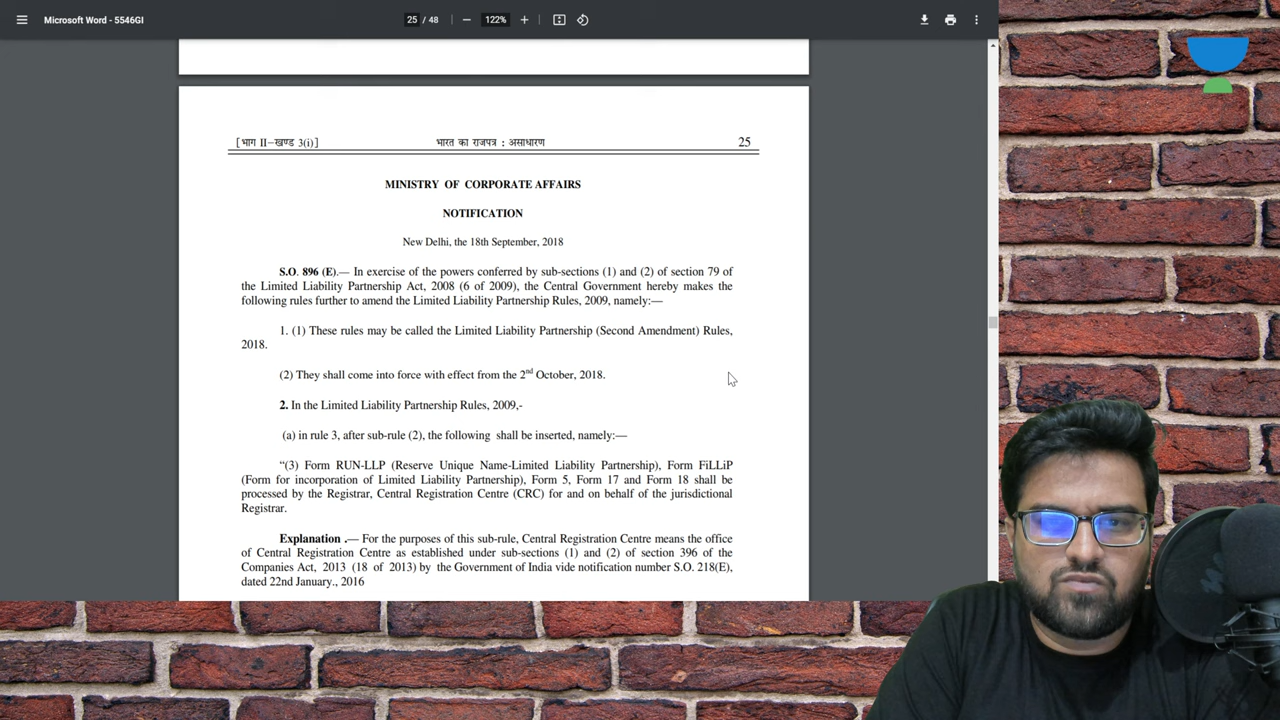 Microsoft Word - 5546GI
25 / 48
122%
[भाग II—खण्ड 3(i)] भारत का राजपत्र : असाधारण 25
MINISTRY OF CORPORATE AFFAIRS
NOTIFICATION
New Delhi, the 18th September, 2018
S.O. 896 (E).— In exercise of the powers conferred by sub-sections (1) and (2) of section 79 of
the Limited Liability Partnership Act, 2008 (6 of 2009), the Central Government hereby makes the
following rules further to amend the Limited Liability Partnership Rules, 2009, namely:—
1. (1) These rules may be called the Limited Liability Partnership (Second Amendment) Rules,
2018.
(2) They shall come into force with effect from the 2nd October, 2018.
2. In the Limited Liability Partnership Rules, 2009,-
(a) in rule 3, after sub-rule (2), the following shall be inserted, namely:—
“(3) Form RUN-LLP (Reserve Unique Name-Limited Liability Partnership), Form FiLLiP
(Form for incorporation of Limited Liability Partnership), Form 5, Form 17 and Form 18 shall be
processed by the Registrar, Central Registration Centre (CRC) for and on behalf of the jurisdictional
Registrar.
Explanation .— For the purposes of this sub-rule, Central Registration Centre means the office
of Central Registration Centre as established under sub-sections (1) and (2) of section 396 of the
Companies Act, 2013 (18 of 2013) by the Government of India vide notification number S.O. 218(E),
dated 22nd January., 2016